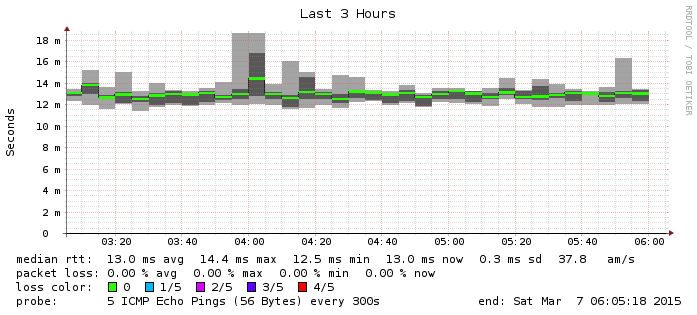 Last 3 Hours
RRDTOOL / TOBI OETIKER
Seconds
18 m
16 m
14 m
12 m
10 m
8 m
6 m
4 m
2 m
0
03:20 03:40 04:00 04:20 04:40 05:00 05:20 05:40 06:00
median rtt: 13.0 ms avg 14.4 ms max 12.5 ms min 13.0 ms now 0.3 ms sd 37.8 am/s
packet loss: 0.00 % avg 0.00 % max 0.00 % min 0.00 % now
loss color: 0 1/5 2/5 3/5 4/5
probe: 5 ICMP Echo Pings (56 Bytes) every 300s end: Sat Mar 7 06:05:18 2015